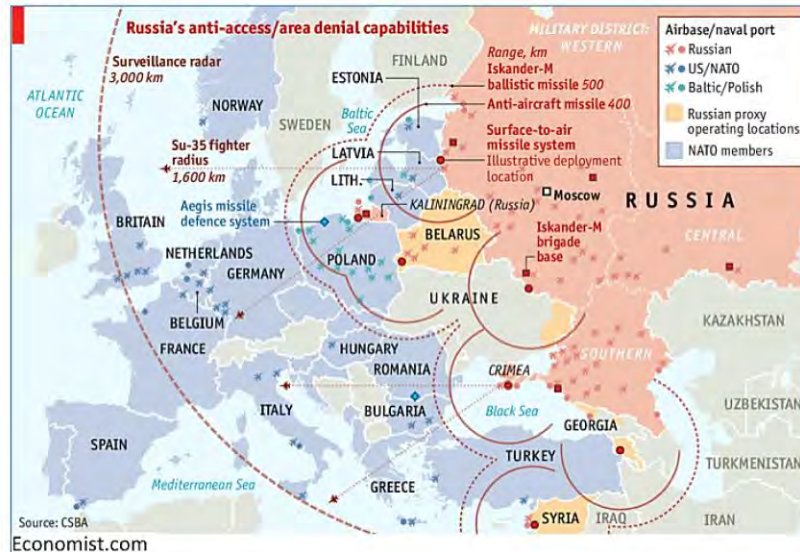 Russia's anti-access/area denial capabilities
MILITARY DISTRICT:
WESTERN
Airbase/naval port
Russian
US/NATO
Baltic/Polish
Russian proxy
operating locations
NATO members
Surveillance radar
3,000 km
FINLAND
Range, km
Iskander-M
ballistic missile 500
Anti-aircraft missile 400
ESTONIA
ATLANTIC
OCEAN
NORWAY
SWEDEN
Baltic
Sea
Surface-to-air
missile system
Illustrative deployment
location
Su-35 fighter
radius
1,600 km
LATVIA
LITH.
Moscow
RUSSIA
KALININGRAD (Russia)
Aegis missile
defence system
BRITAIN
BELARUS
Iskander-M
brigade
base
CENTRAL
NETHERLANDS
GERMANY
POLAND
UKRAINE
BELGIUM
KAZAKHSTAN
FRANCE
HUNGARY
SOUTHERN
ROMANIA
CRIMEA
ITALY
BULGARIA
Black Sea
UZBEKISTAN
GEORGIA
SPAIN
TURKEY
TURKMENISTAN
Mediterranean Sea
GREECE
SYRIA
IRAQ
IRAN
Source: CSBA
Economist.com